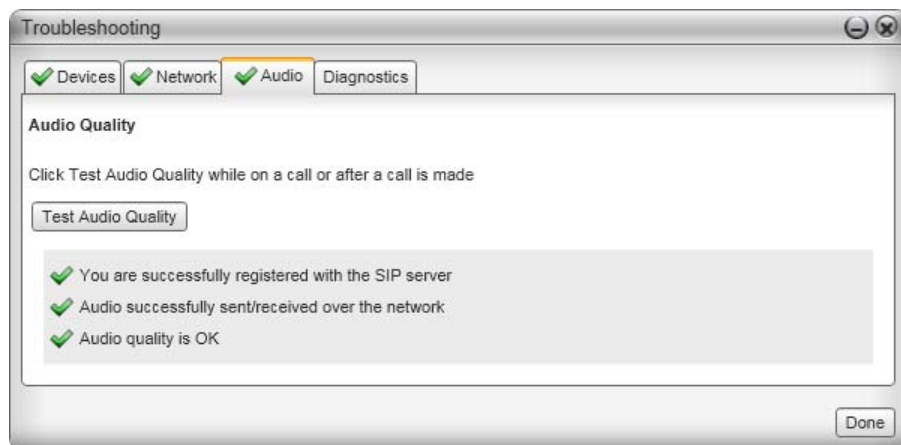 Troubleshooting
Devices Network Audio Diagnostics
Audio Quality
Click Test Audio Quality while on a call or after a call is made
Test Audio Quality
You are successfully registered with the SIP server
Audio successfully sent/received over the network
Audio quality is OK
Done